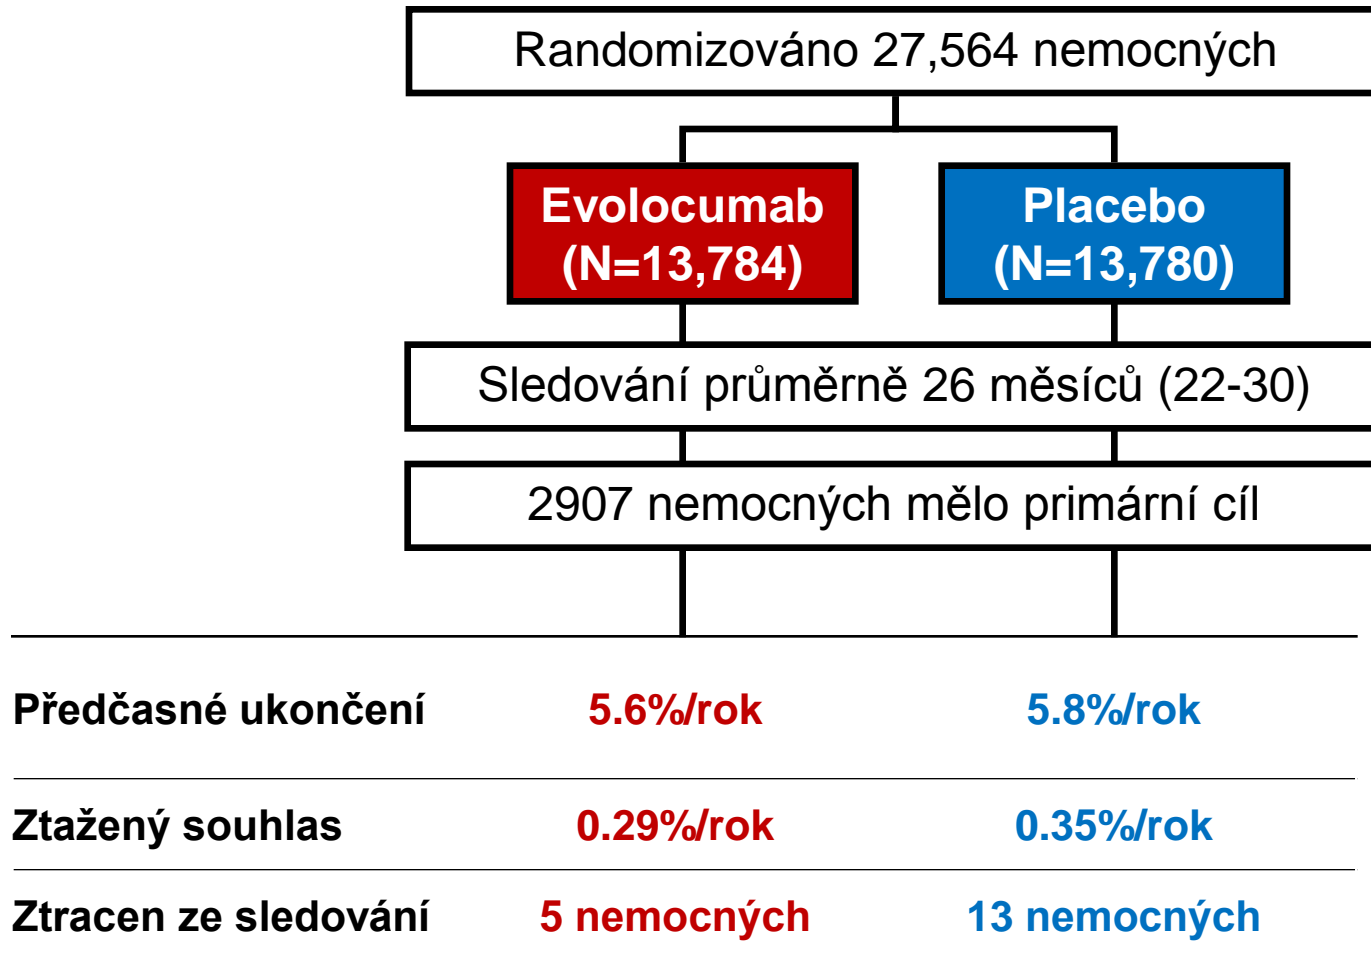 Randomizováno 27,564 nemocných
Evolocumab
(N=13,784)
Placebo
(N=13,780)
Sledování průměrně 26 měsíců (22-30)
2907 nemocných mělo primární cíl
Předčasné ukončení 5.6%/rok 5.8%/rok
Ztažený souhlas 0.29%/rok 0.35%/rok
Ztracen ze sledování 5 nemocných 13 nemocných